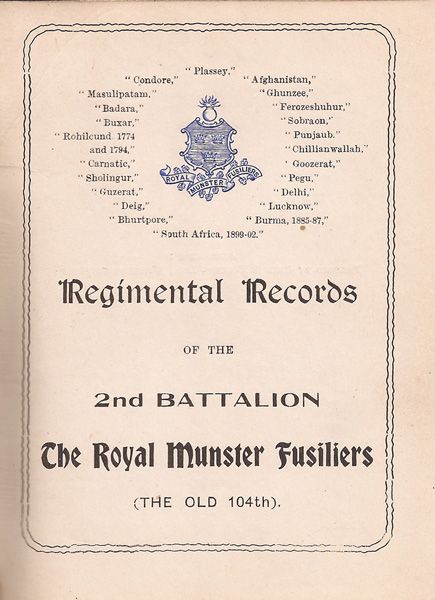 " Plassey."
" Condore," " Afghanistan,"
" Masulipatam," " Ghunzee,"
" Badara," " Ferozeshuhur,"
" Buxar," " Sobraon,"
" Rohilcund 1774 " Punjaub."
and 1794," " Chillianwallah,"
" Carnatic," " Goozerat,"
" Sholingur," " Pegu,"
" Guzerat," " Delhi,"
" Deig," " Lucknow,"
" Bhurtpore," " Burma, 1885-87,"
" South Africa, 1899-02."
ROYAL MUNSTER FUSILIERS
Regimental Records
OF THE
2nd BATTALION
The Royal Munster Fusiliers
(THE OLD 104th).